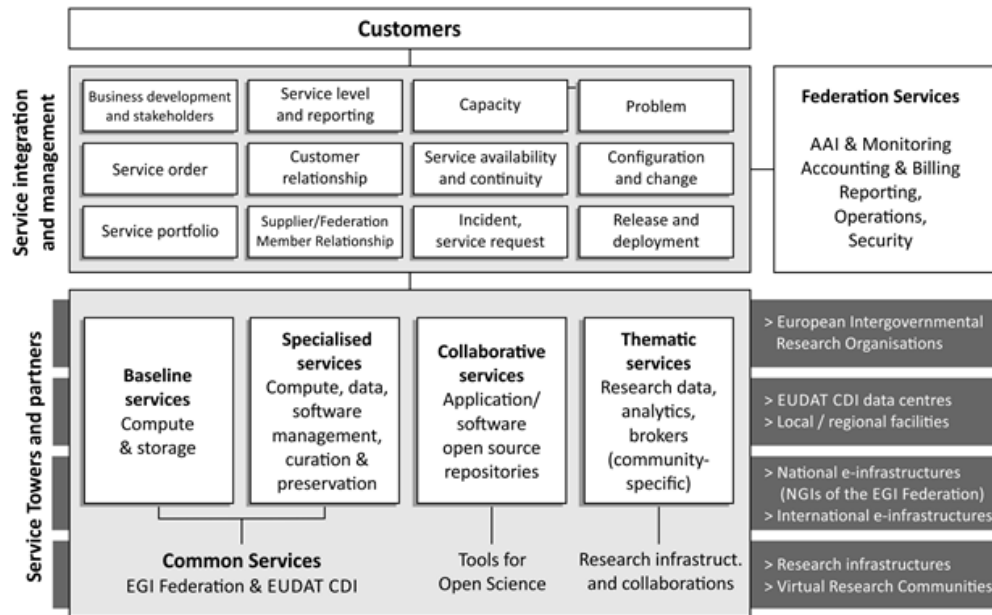 Customers
Service integration
and management
Business development
and stakeholders
Service level
and reporting
Capacity
Problem
Service order
Customer
relationship
Service availability
and continuity
Configuration
and change
Service portfolio
Supplier/Federation
Member Relationship
Incident,
service request
Release and
deployment
Federation Services
AAI & Monitoring
Accounting & Billing
Reporting,
Operations,
Security
Service Towers and partners
Baseline
services
Compute
& storage
Specialised
services
Compute, data,
software
management,
curation &
preservation
Collaborative
services
Application/
software
open source
repositories
Thematic
services
Research data,
analytics,
brokers
(community-
specific)
Common Services
EGI Federation & EUDAT CDI
Tools for
Open Science
Research infrastruct.
and collaborations
> European Intergovernmental
Research Organisations
> EUDAT CDI data centres
> Local / regional facilities
> National e-infrastructures
(NGIs of the EGI Federation)
> International e-infrastructures
> Research infrastructures
> Virtual Research Communities